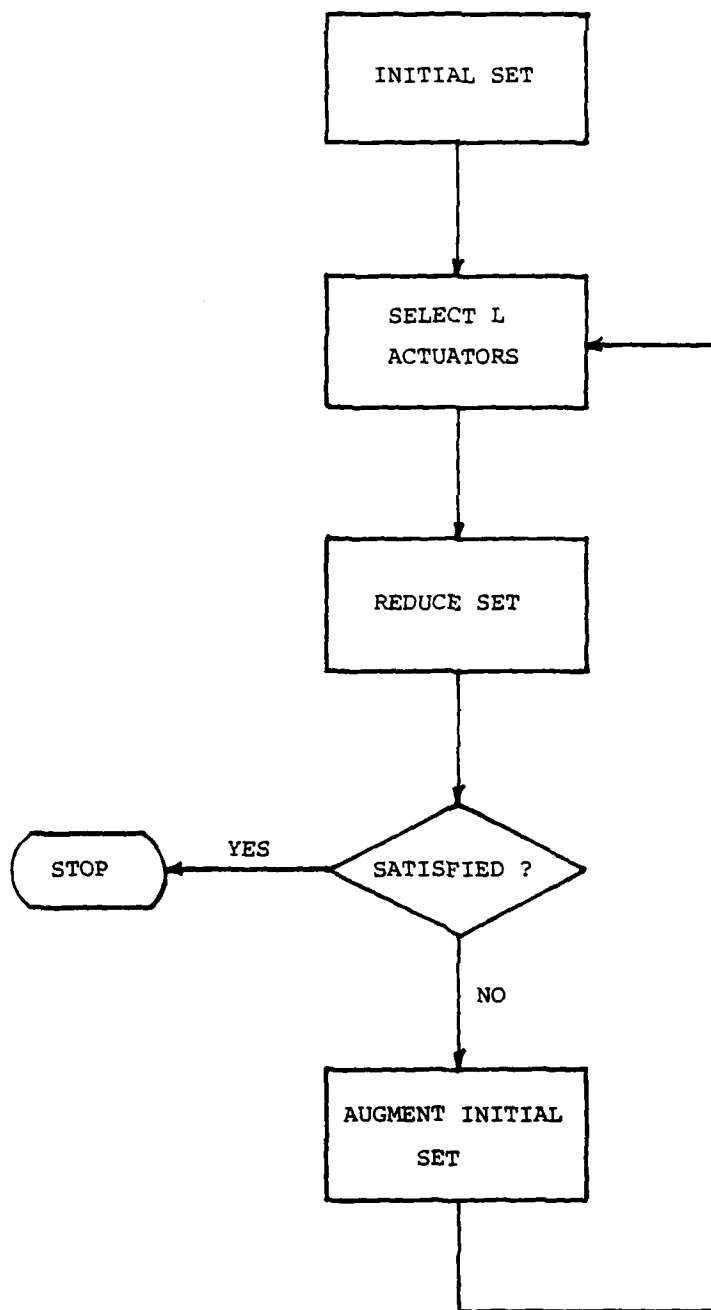 INITIAL SET
SELECT L
ACTUATORS
REDUCE SET
SATISFIED ?
YES
STOP
NO
AUGMENT INITIAL
SET